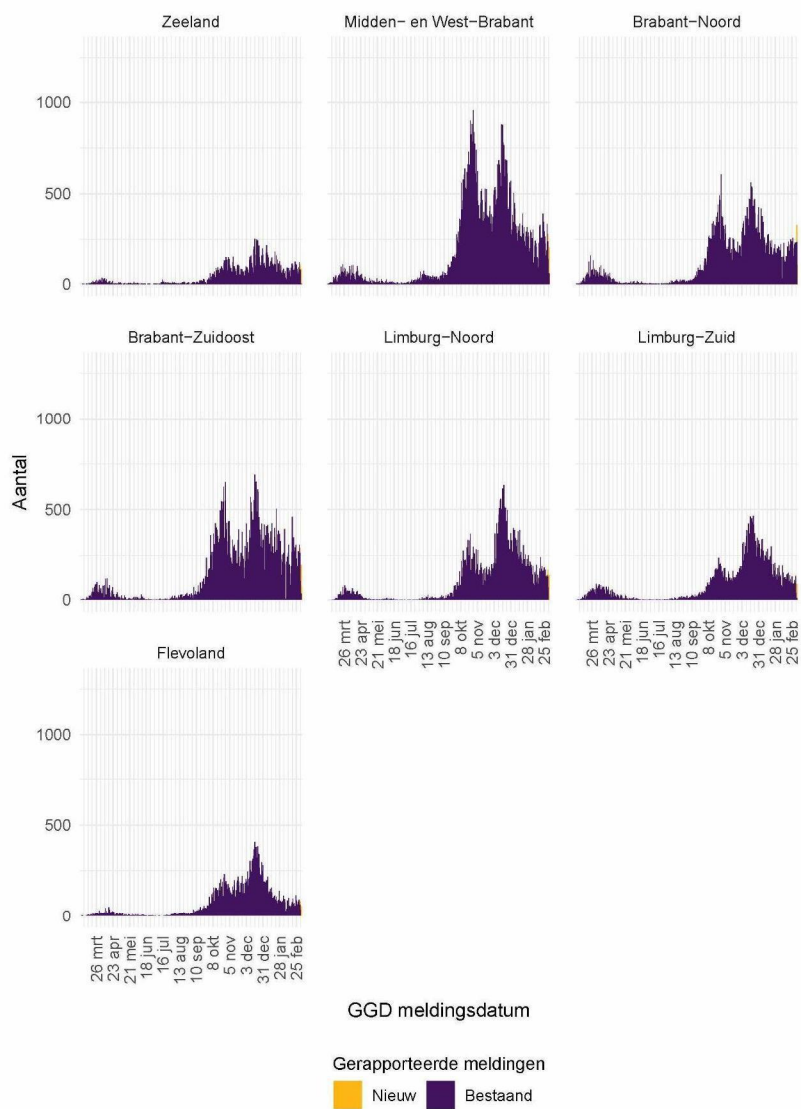 Zeeland
Midden- en West-Brabant
Brabant-Noord
1000
500
0
Brabant-Zuidoost
Limburg-Noord
Limburg-Zuid
1000
500
0
Aantal
26 mrt
23 apr
21 mei
18 jun
16 jul
13 aug
10 sep
8 okt
5 nov
3 dec
31 dec
28 jan
25 feb
26 mrt
23 apr
21 mei
18 jun
16 jul
13 aug
10 sep
8 okt
5 nov
3 dec
31 dec
28 jan
25 feb
Flevoland
1000
500
0
26 mrt
23 apr
21 mei
18 jun
16 jul
13 aug
10 sep
8 okt
5 nov
3 dec
31 dec
28 jan
25 feb
GGD meldingsdatum
Gerapporteerde meldingen
Nieuw Bestaand